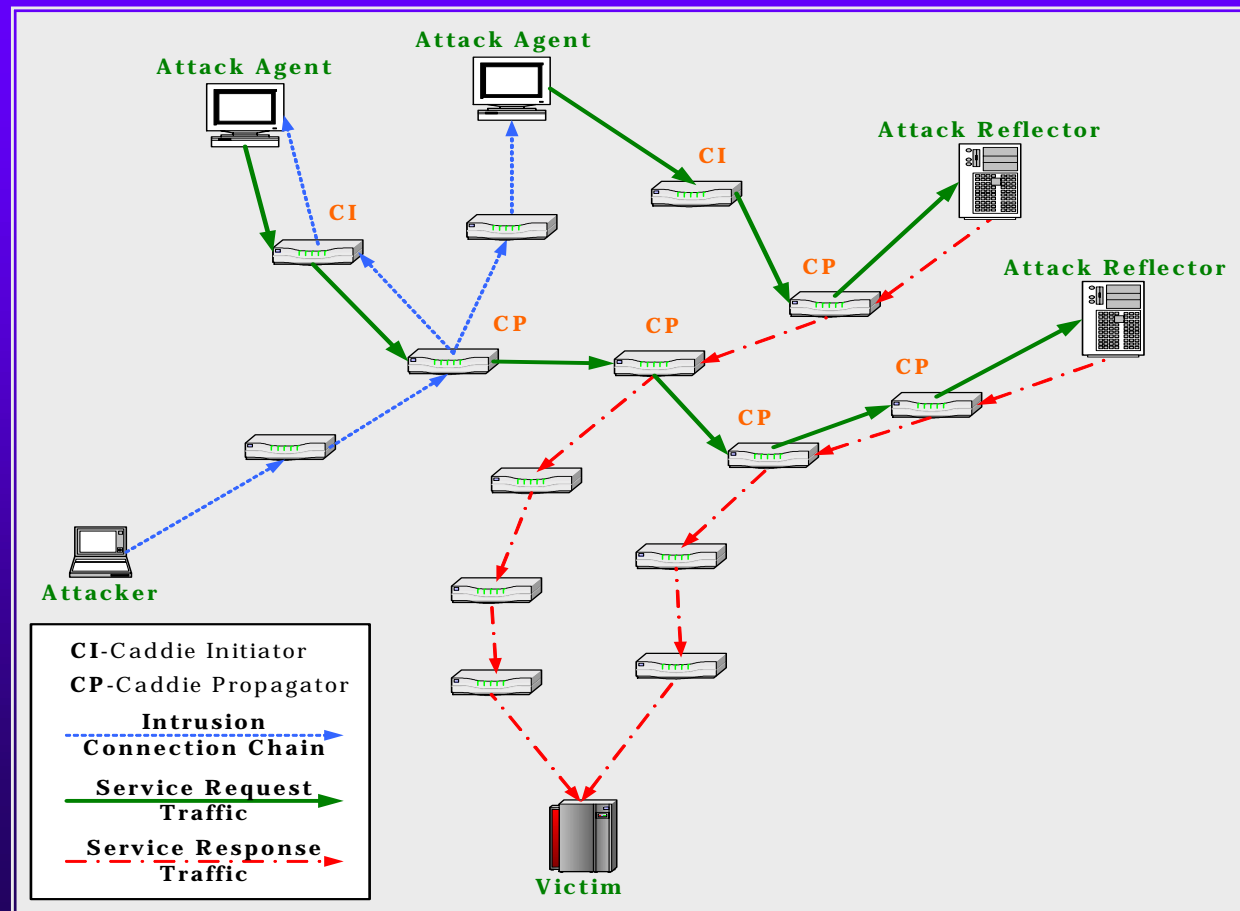 Attack Agent
Attack Agent
Attack Reflector
CI
CI
CP
Attack Reflector
CP
CP
CP
CP
Attacker
CI-Caddie Initiator
CP-Caddie Propagator
Intrusion
Connection Chain
Service Request
Traffic
Service Response
Traffic
Victim